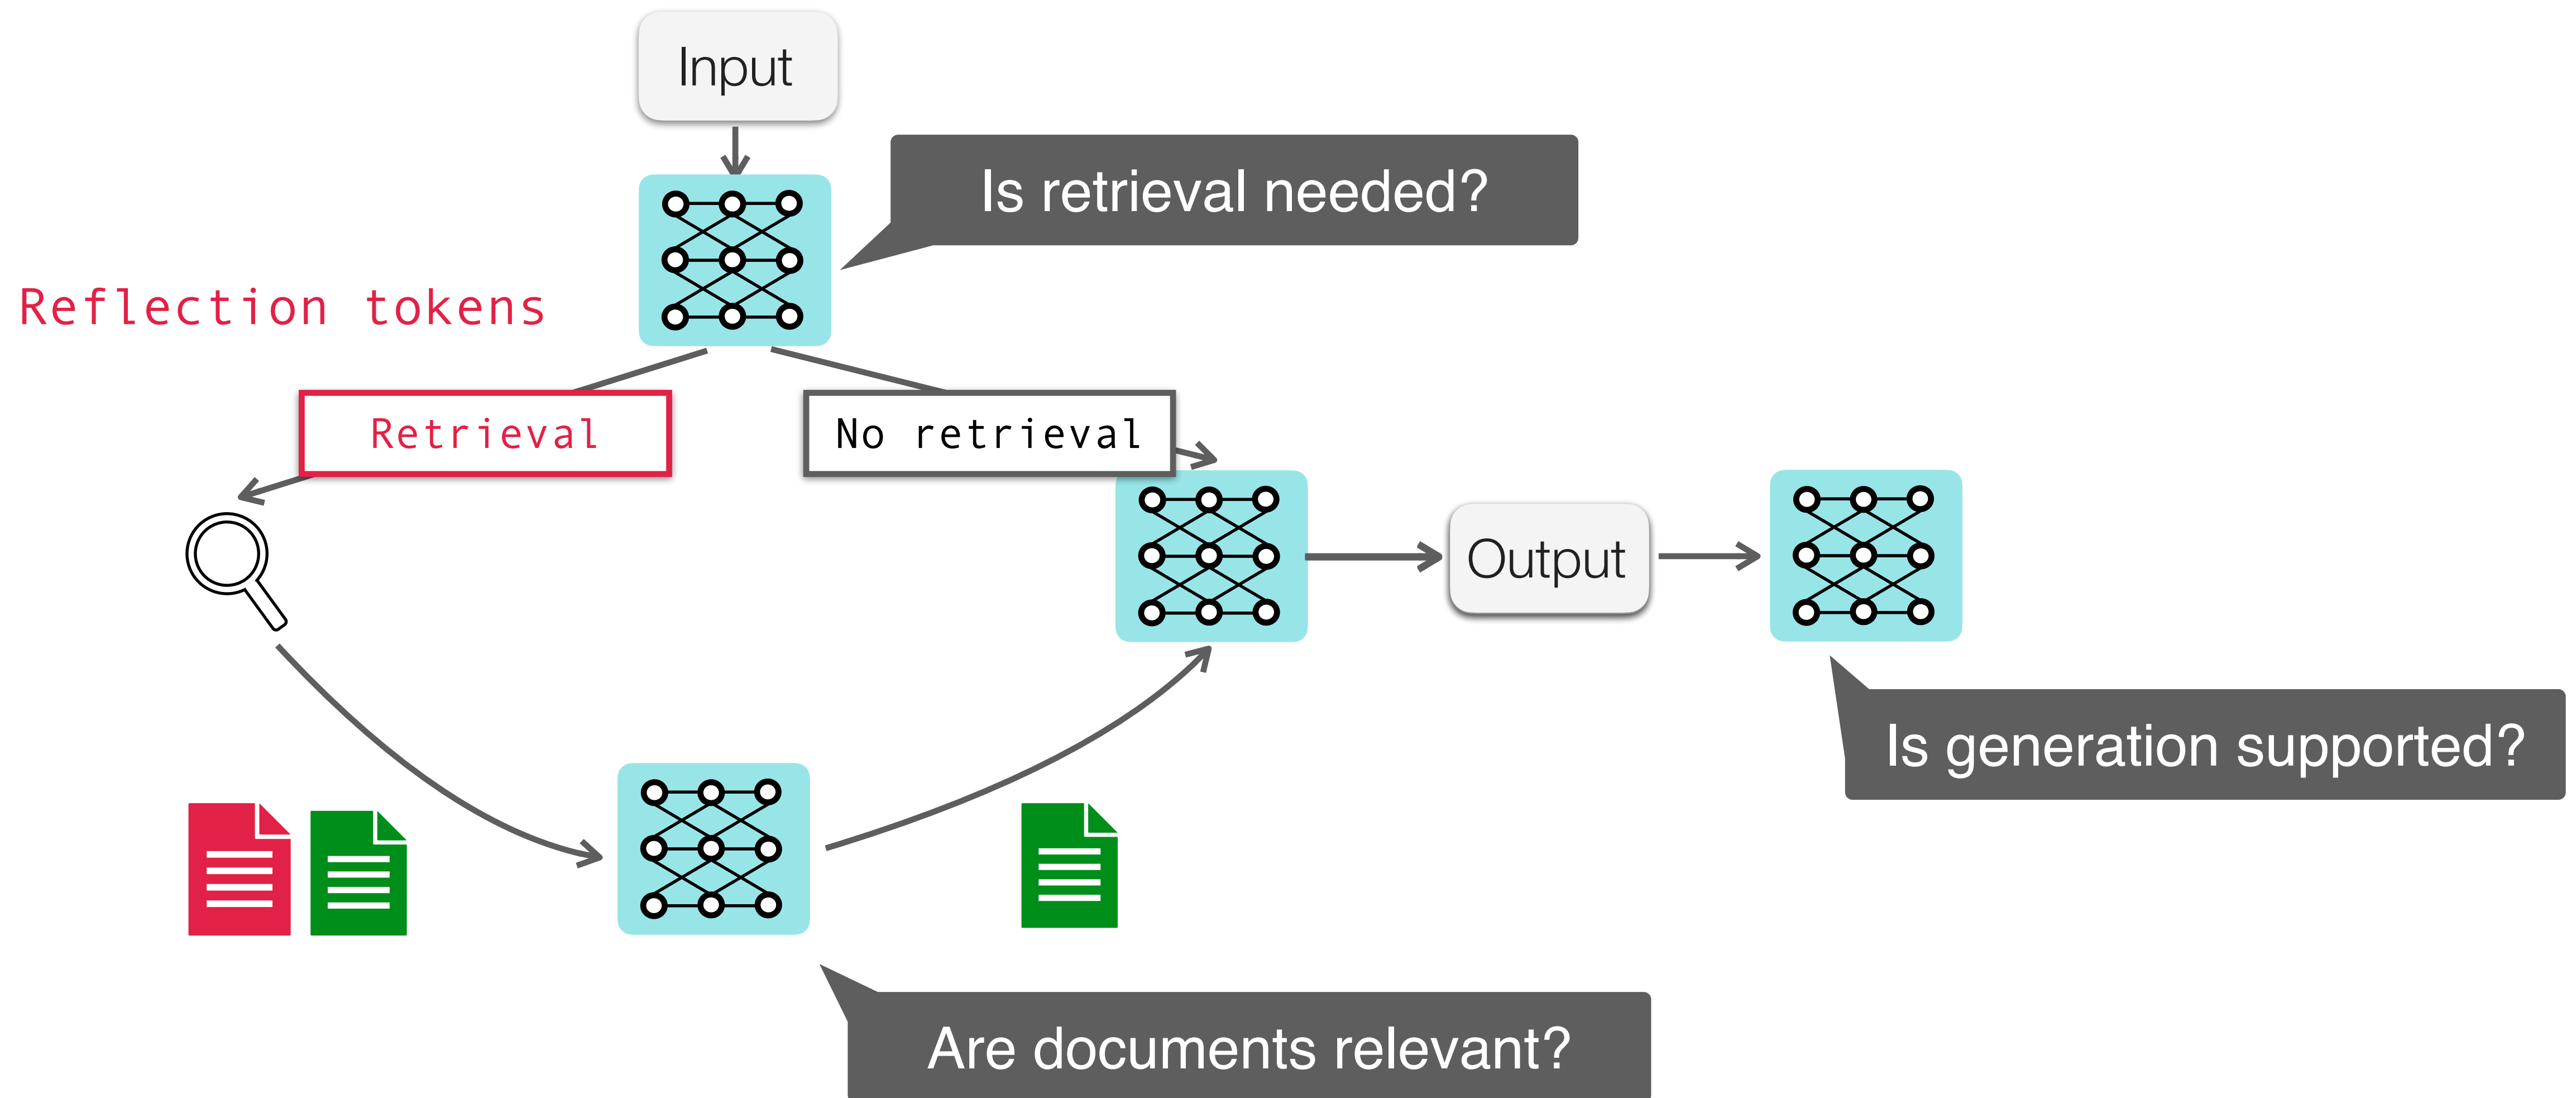 Input
Is retrieval needed?
Reflection tokens
Retrieval
No retrieval
Output
Is generation supported?
Are documents relevant?